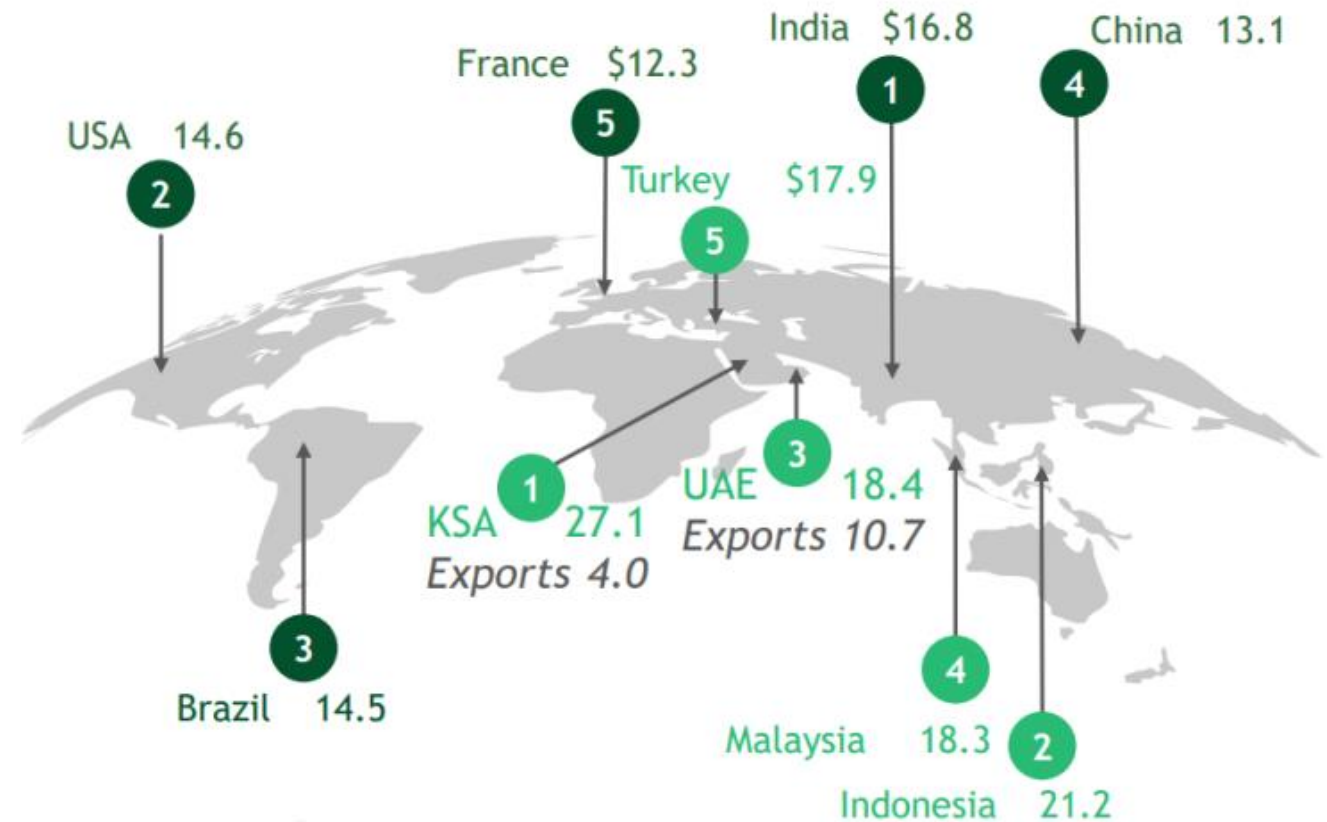 India $16.8
China 13.1
4
France $12.3
1
5
USA 14.6
2
Turkey $17.9
5
3
UAE 18.4
Exports 10.7
1
KSA 27.1
Exports 4.0
3
Brazil 14.5
4
Malaysia 18.3
2
Indonesia 21.2